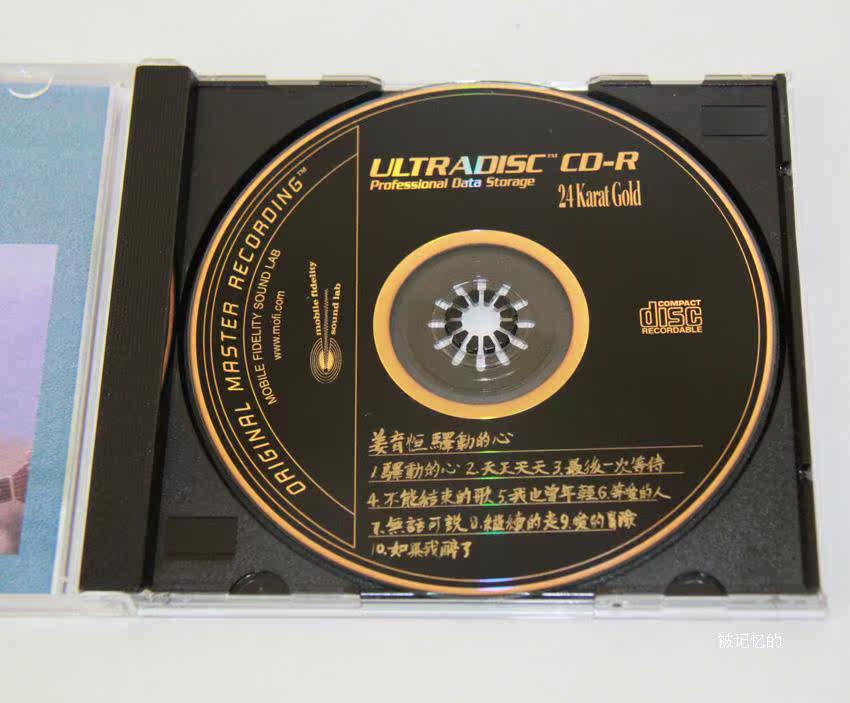 ULTRADISC™ CD-R
Professional Data Storage
24 Karat Gold
ORIGINAL MASTER RECORDING™
MOBILE FIDELITY SOUND LAB
www.mofi.com
mobile fidelity
sound lab
COMPACT
disc
RECORDABLE
姜育恒 驛動的心
1.驛動的心 2.天王天天 3.最後一次等待
4.不能結束的歌 5.我也曾年輕 6.等愛的人
7.無話可說 8.繼續的走 9.愛的冒險
10.如果我醉了
被记忆的